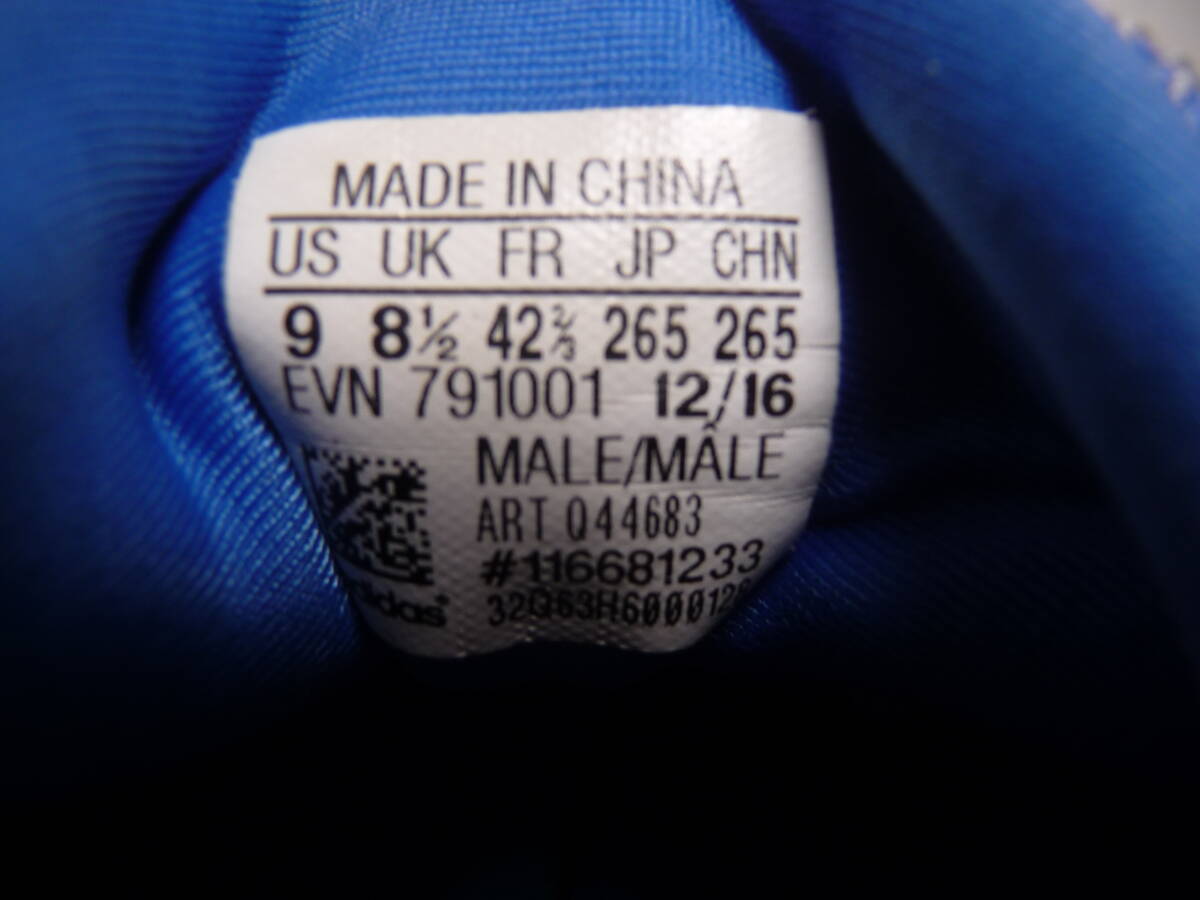 MADE IN CHINA
US UK FR JP CHN
9 8½ 42⅔ 265 265
EVN 791001 12/16
MALE/MÂLE
ART Q44683
#116681233